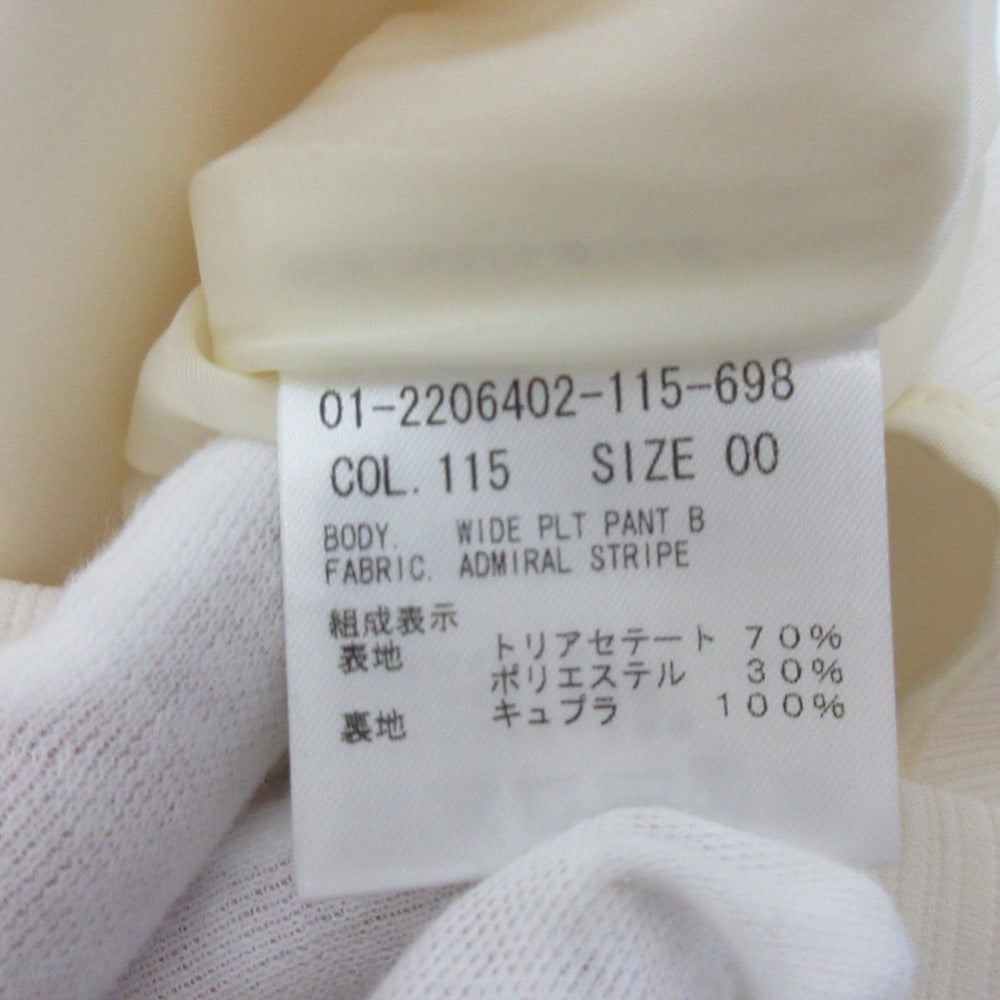 01-2206402-115-698
COL. 115 SIZE 00
BODY. WIDE PLT PANT B
FABRIC. ADMIRAL STRIPE
組成表示
表地 トリアセテート 70%
ポリエステル 30%
裏地 キュプラ 100%